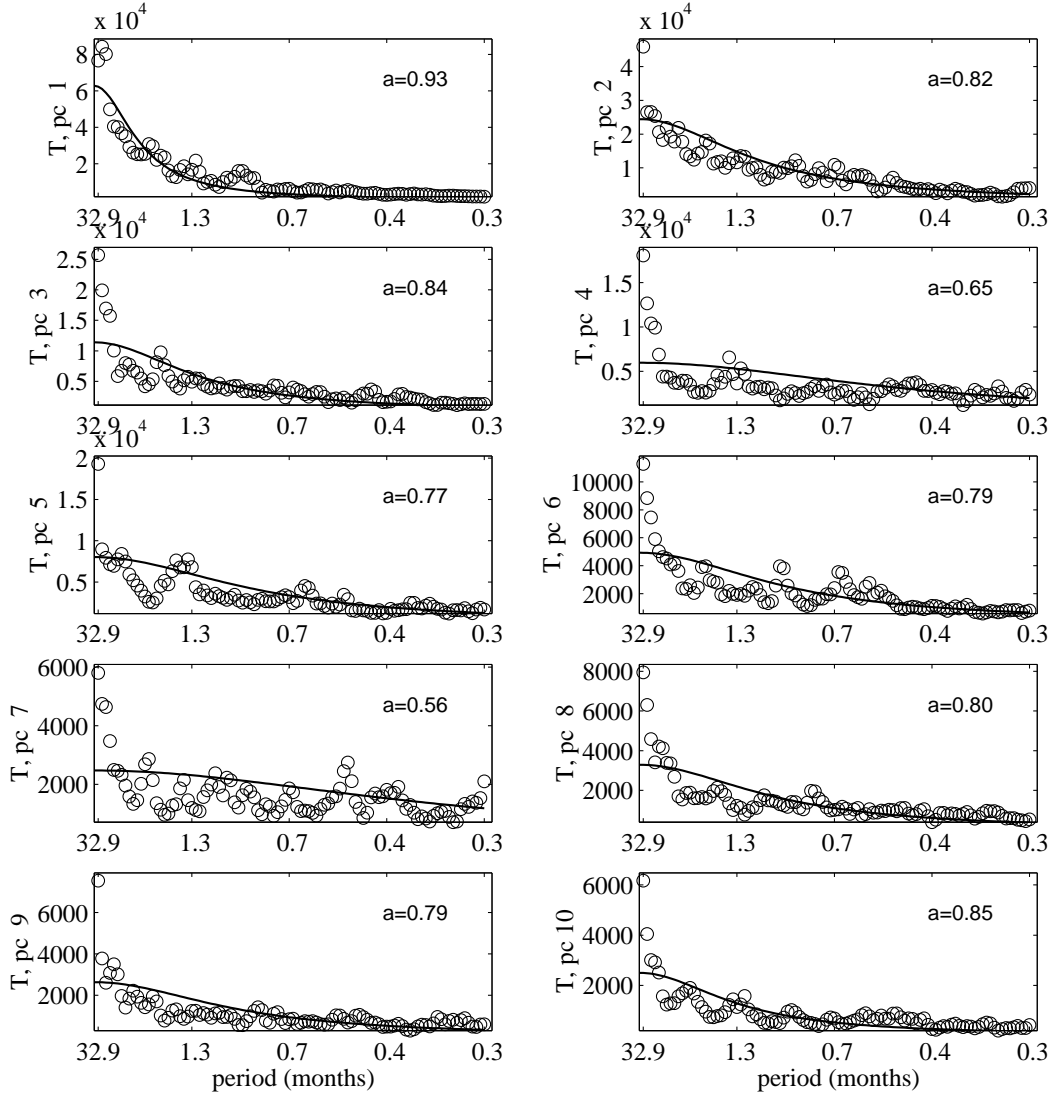 x 10^4
8
6
4
2
T, pc 1
a=0.93
32.9 1.3 0.7 0.4 0.3
x 10^4
4
3
2
1
T, pc 2
a=0.82
32.9 1.3 0.7 0.4 0.3
x 10^4
2.5
2
1.5
1
0.5
T, pc 3
a=0.84
32.9 1.3 0.7 0.4 0.3
x 10^4
1.5
1
0.5
T, pc 4
a=0.65
32.9 1.3 0.7 0.4 0.3
x 10^4
2
1.5
1
0.5
T, pc 5
a=0.77
32.9 1.3 0.7 0.4 0.3
10000
8000
6000
4000
2000
T, pc 6
a=0.79
32.9 1.3 0.7 0.4 0.3
6000
4000
2000
T, pc 7
a=0.56
32.9 1.3 0.7 0.4 0.3
8000
6000
4000
2000
T, pc 8
a=0.80
32.9 1.3 0.7 0.4 0.3
6000
4000
2000
T, pc 9
a=0.79
32.9 1.3 0.7 0.4 0.3
period (months)
6000
4000
2000
T, pc 10
a=0.85
32.9 1.3 0.7 0.4 0.3
period (months)